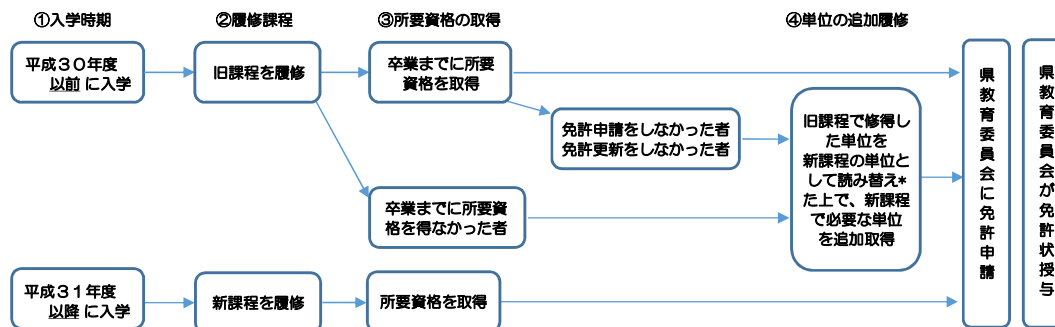 ①入学時期
②履修課程
③所要資格の取得
④単位の追加履修
平成30年度
以前 に入学
旧課程を履修
卒業までに所要
資格を取得
免許申請をしなかった者
免許更新をしなかった者
卒業までに所要資
格を得なかった者
旧課程で修得し
た単位を
新課程の単位と
して読み替え*
た上で、新課程
で必要な単位
を追加取得
県教育委員会に免許申請
県教育委員会が免許状授与
平成31年度
以降 に入学
新課程を履修
所要資格を取得